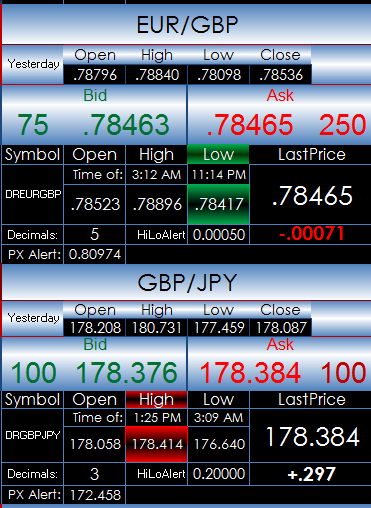 EUR/GBP
Yesterday Open High Low Close
.78796 .78840 .78098 .78536
Bid Ask
75 .78463 .78465 250
Symbol Open High Low LastPrice
Time of: 3:12 AM 11:14 PM
DREURGBP .78523 .78896 .78417 .78465
Decimals: 5 HiLoAlert 0.00050 -.00071
PX Alert: 0.80974
GBP/JPY
Yesterday Open High Low Close
178.208 180.731 177.459 178.087
Bid Ask
100 178.376 178.384 100
Symbol Open High Low LastPrice
Time of: 1:25 PM 3:09 AM
DRGBPJPY 178.058 178.414 176.640 178.384
Decimals: 3 HiLoAlert 0.20000 +.297
PX Alert: 172.458